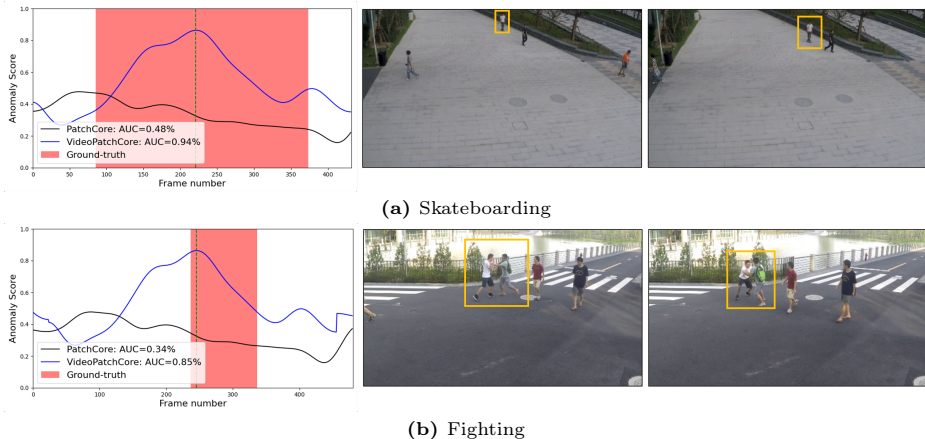 1.0
0.8
0.6
0.4
0.2
0.0
Anomaly Score
PatchCore: AUC=0.48%
VideoPatchCore: AUC=0.94%
Ground-truth
0 50 100 150 200 250 300 350 400
Frame number
(a) Skateboarding
1.0
0.8
0.6
0.4
0.2
0.0
Anomaly Score
PatchCore: AUC=0.34%
VideoPatchCore: AUC=0.85%
Ground-truth
0 100 200 300 400
Frame number
(b) Fighting